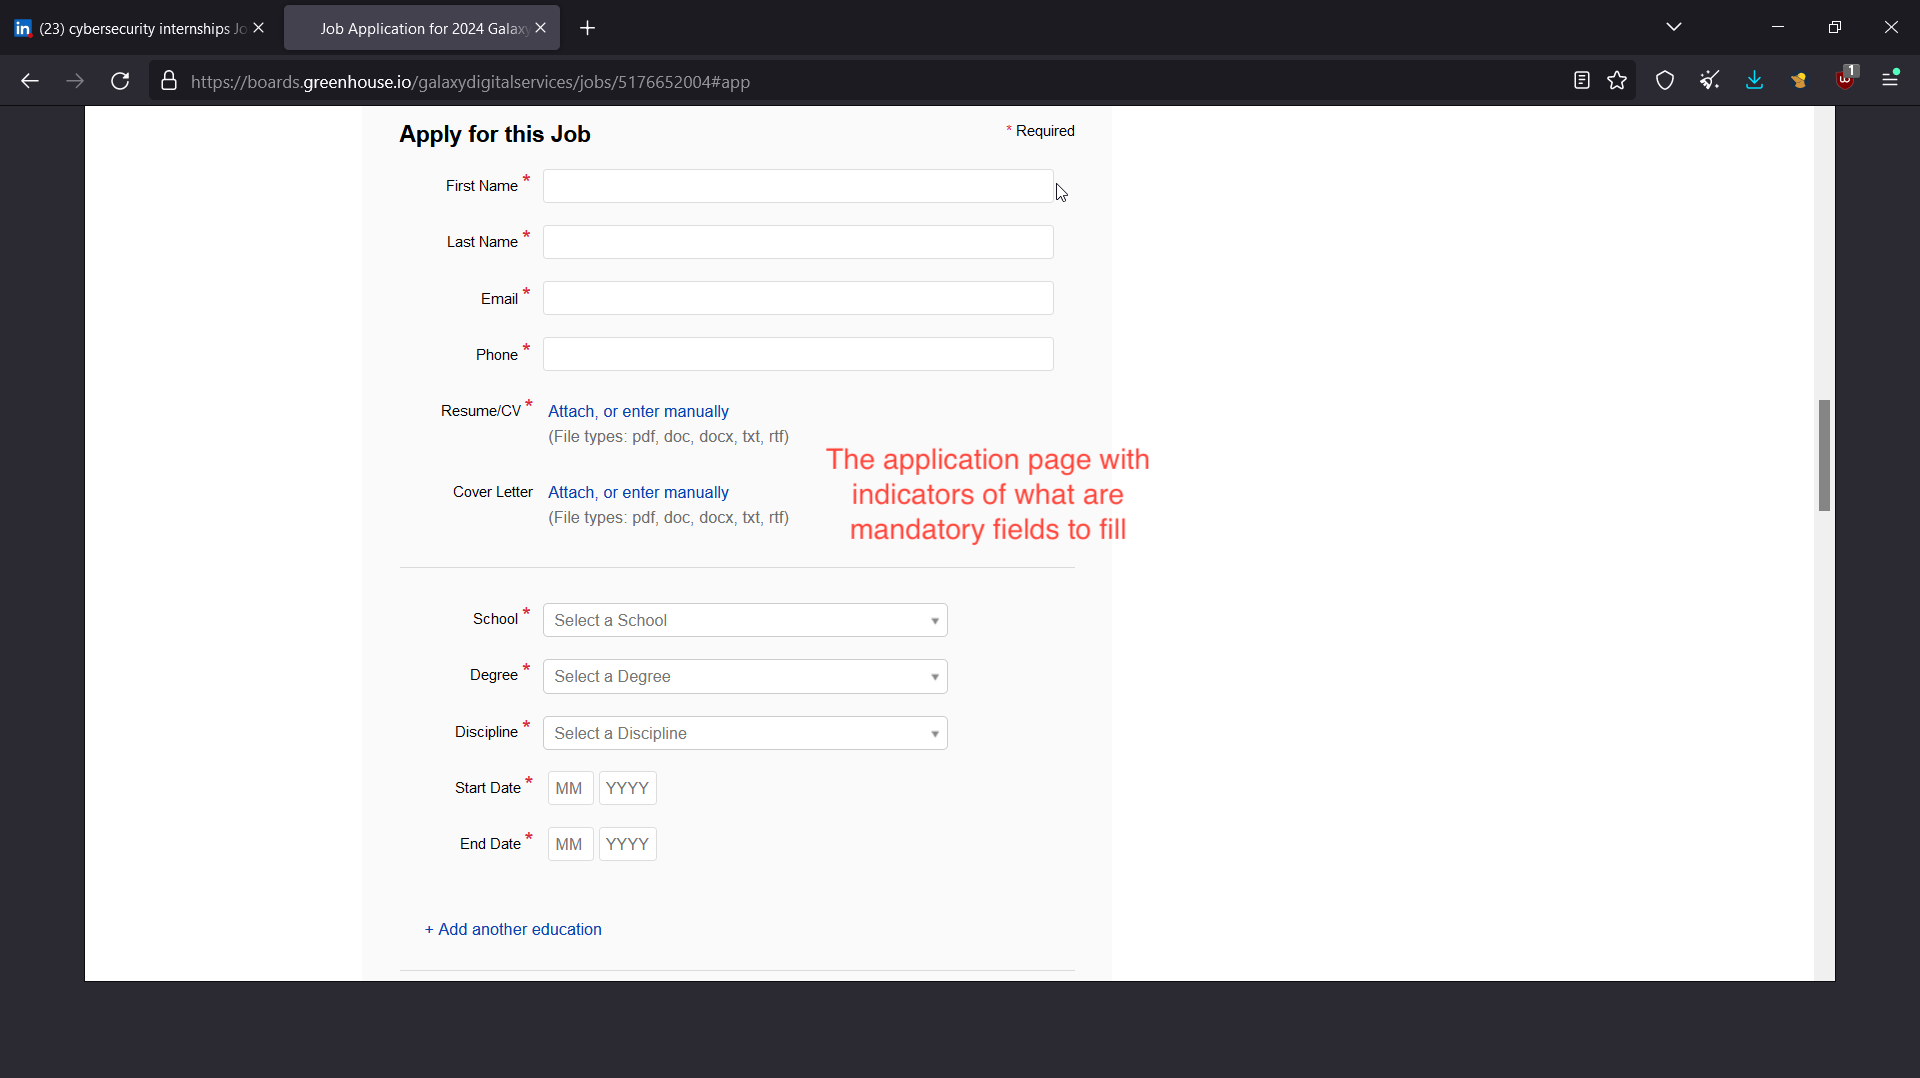 (23) cybersecurity internships Jo
Job Application for 2024 Galaxy
https://boards.greenhouse.io/galaxydigitalservices/jobs/5176652004#app
1
Apply for this Job
* Required
First Name *
Last Name *
Email *
Phone *
Resume/CV * Attach, or enter manually
(File types: pdf, doc, docx, txt, rtf)
Cover Letter Attach, or enter manually
(File types: pdf, doc, docx, txt, rtf)
The application page with
indicators of what are
mandatory fields to fill
School * Select a School
Degree * Select a Degree
Discipline * Select a Discipline
Start Date * MM YYYY
End Date * MM YYYY
+ Add another education